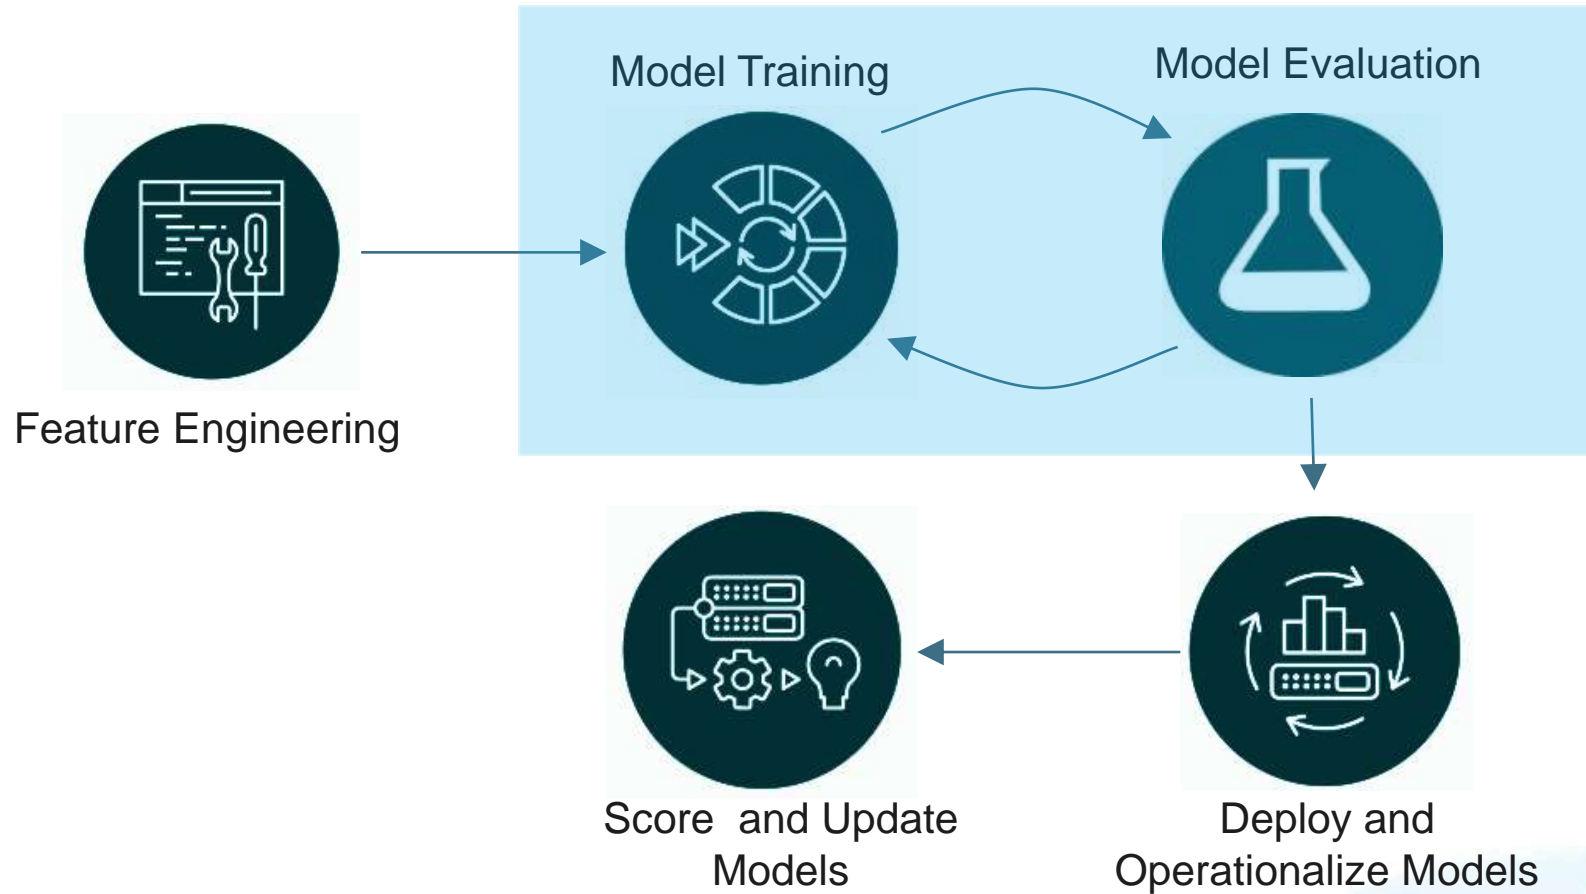 Model Training
Model Evaluation
Feature Engineering
Score  and Update
Models
Deploy and
Operationalize Models